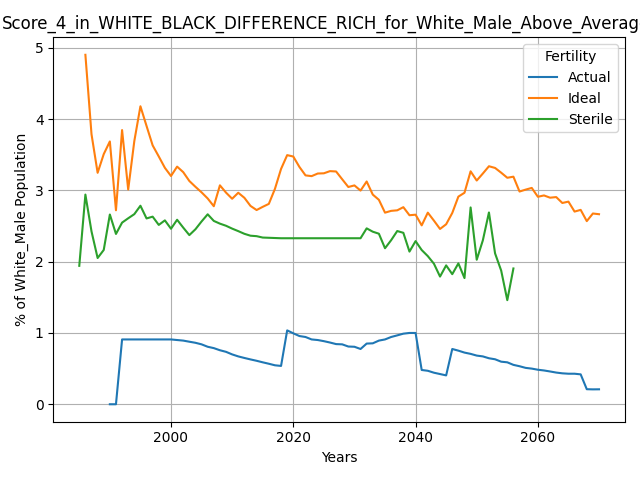 Score_4_in_WHITE_BLACK_DIFFERENCE_RICH_for_White_Male_Above_Averag
% of White_Male Population
5
4
3
2
1
0
Fertility
Actual
Ideal
Sterile
2000
2020
2040
2060
Years